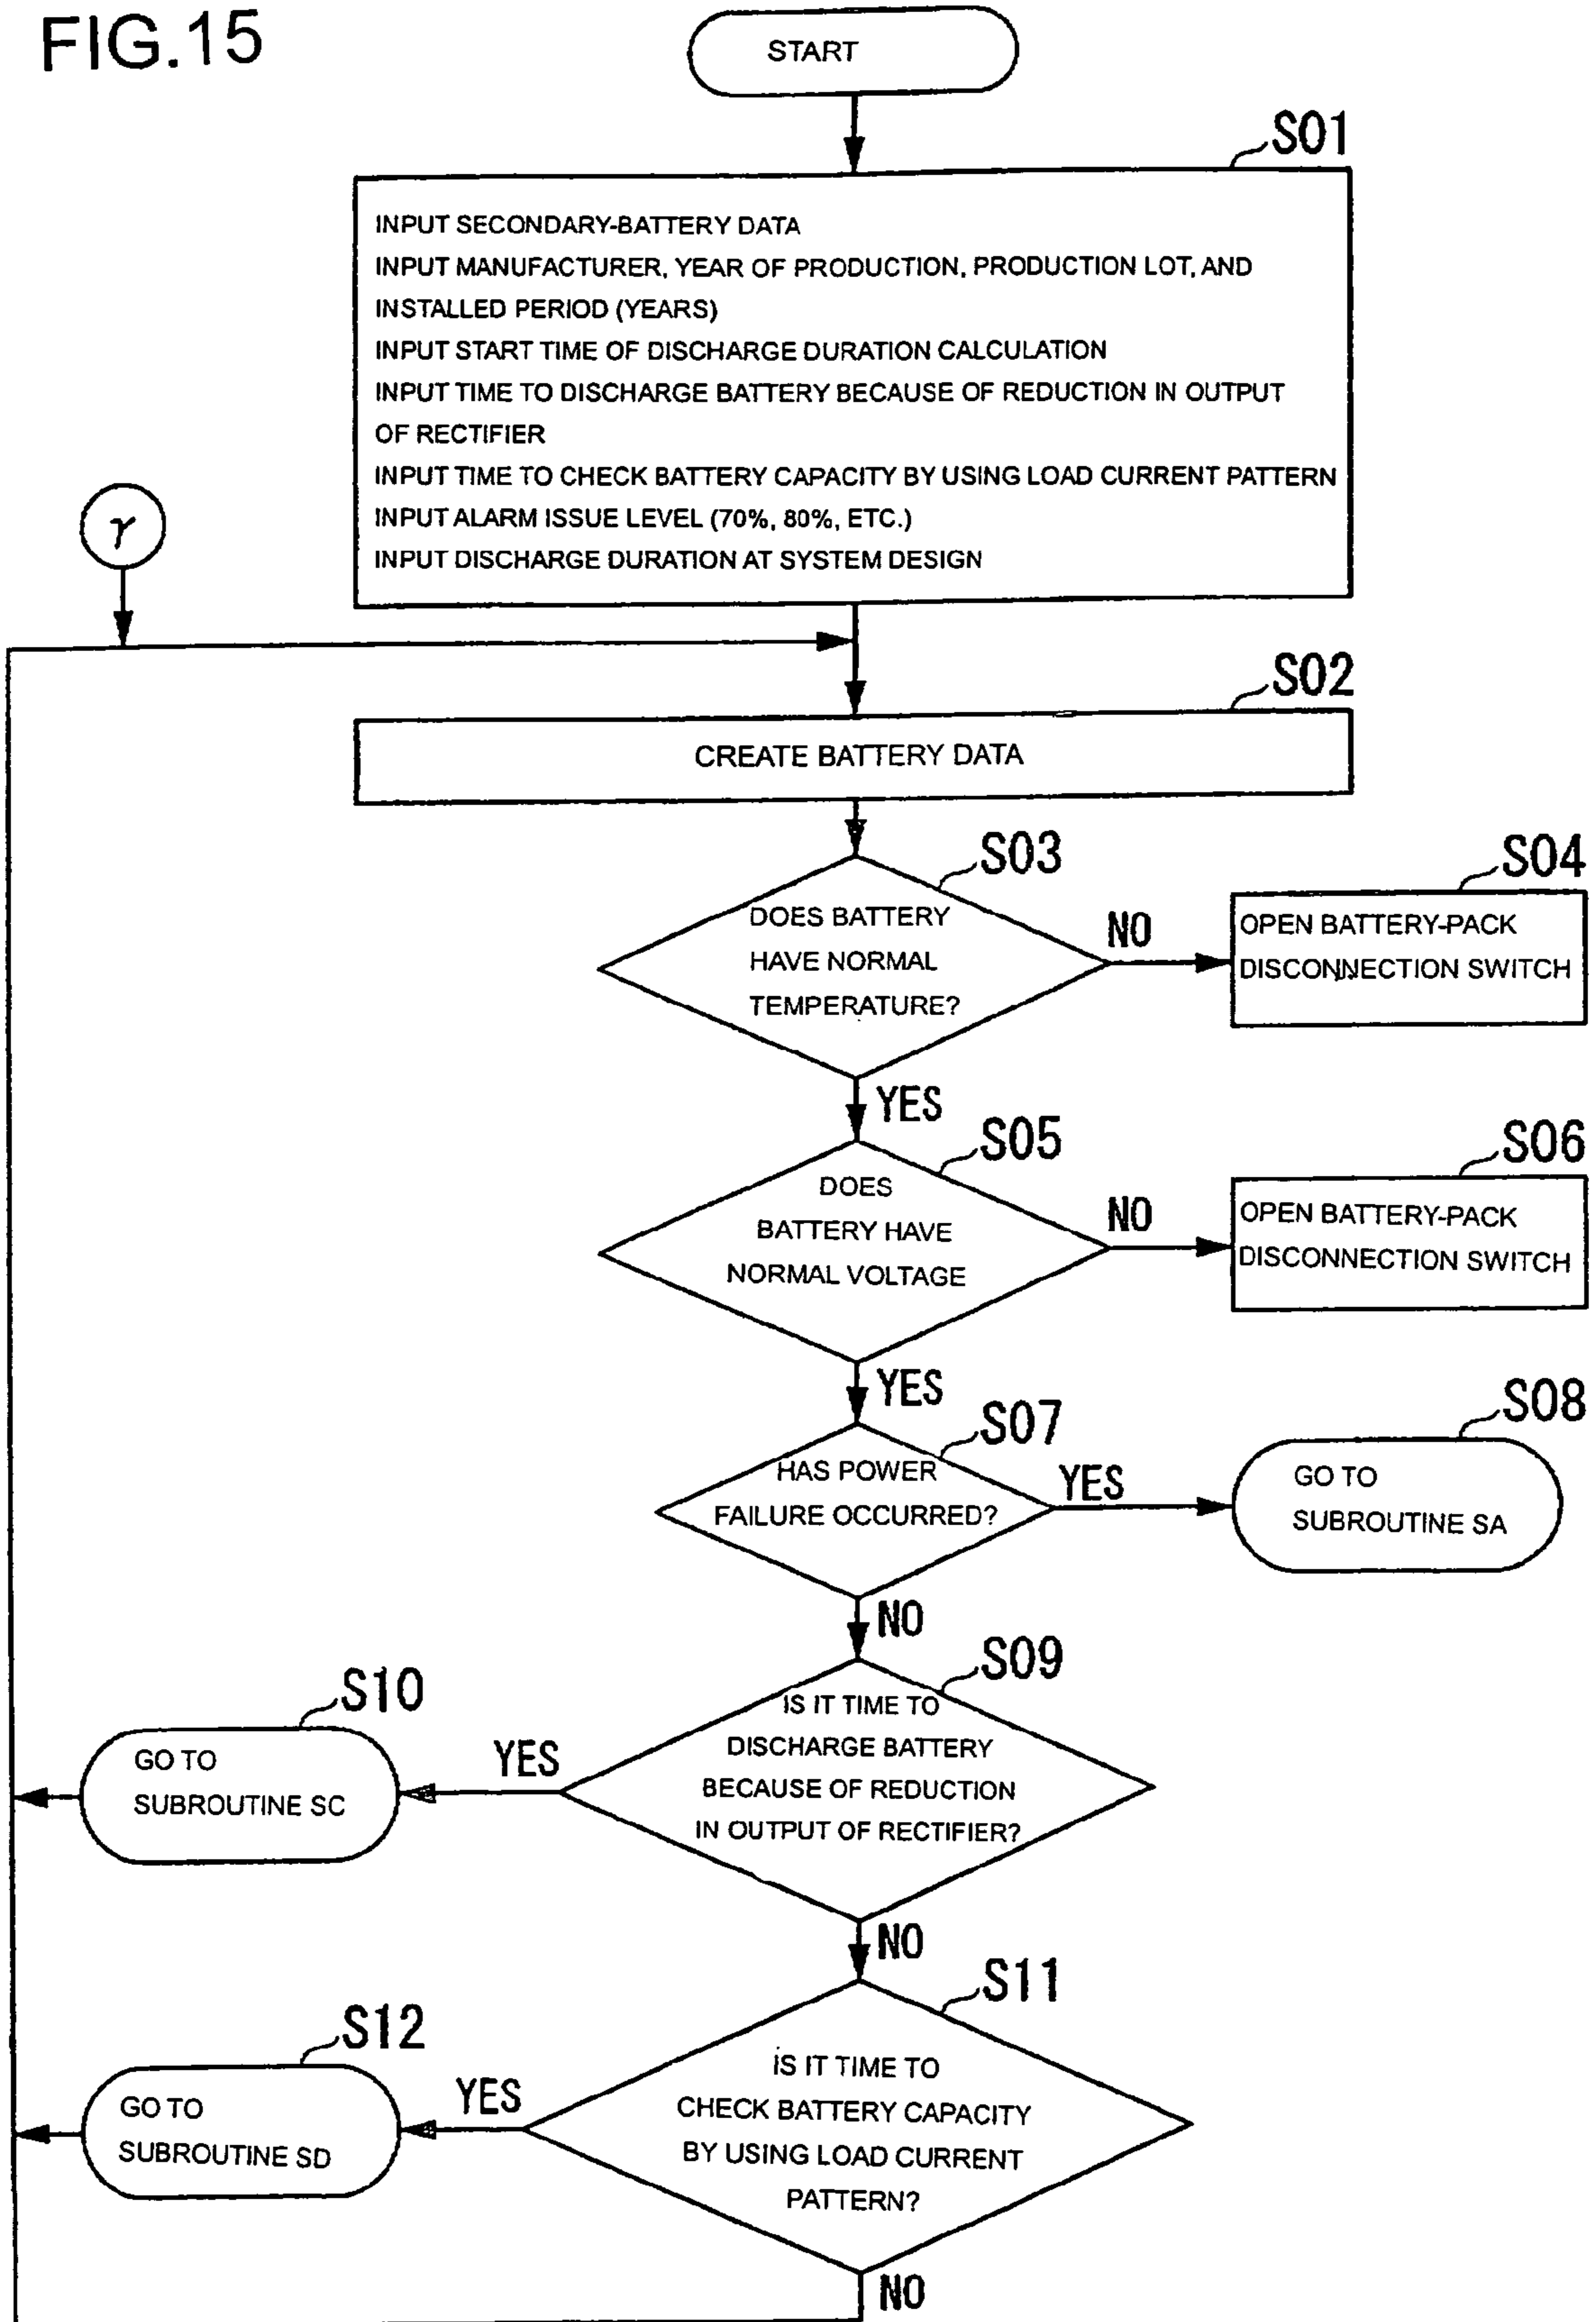 FIG.15
START
S01
INPUT SECONDARY-BATTERY DATA
INPUT MANUFACTURER, YEAR OF PRODUCTION, PRODUCTION LOT, AND
INSTALLED PERIOD (YEARS)
INPUT START TIME OF DISCHARGE DURATION CALCULATION
INPUT TIME TO DISCHARGE BATTERY BECAUSE OF REDUCTION IN OUTPUT
OF RECTIFIER
INPUT TIME TO CHECK BATTERY CAPACITY BY USING LOAD CURRENT PATTERN
INPUT ALARM ISSUE LEVEL (70%, 80%, ETC.)
INPUT DISCHARGE DURATION AT SYSTEM DESIGN
γ
S02
CREATE BATTERY DATA
S03
DOES BATTERY
HAVE NORMAL
TEMPERATURE?
NO
S04
OPEN BATTERY-PACK
DISCONNECTION SWITCH
YES
S05
DOES
BATTERY HAVE
NORMAL VOLTAGE
NO
S06
OPEN BATTERY-PACK
DISCONNECTION SWITCH
YES
S07
HAS POWER
FAILURE OCCURRED?
YES
S08
GO TO
SUBROUTINE SA
NO
S09
IS IT TIME TO
DISCHARGE BATTERY
BECAUSE OF REDUCTION
IN OUTPUT OF RECTIFIER?
YES
S10
GO TO
SUBROUTINE SC
NO
S11
IS IT TIME TO
CHECK BATTERY CAPACITY
BY USING LOAD CURRENT
PATTERN?
YES
S12
GO TO
SUBROUTINE SD
NO